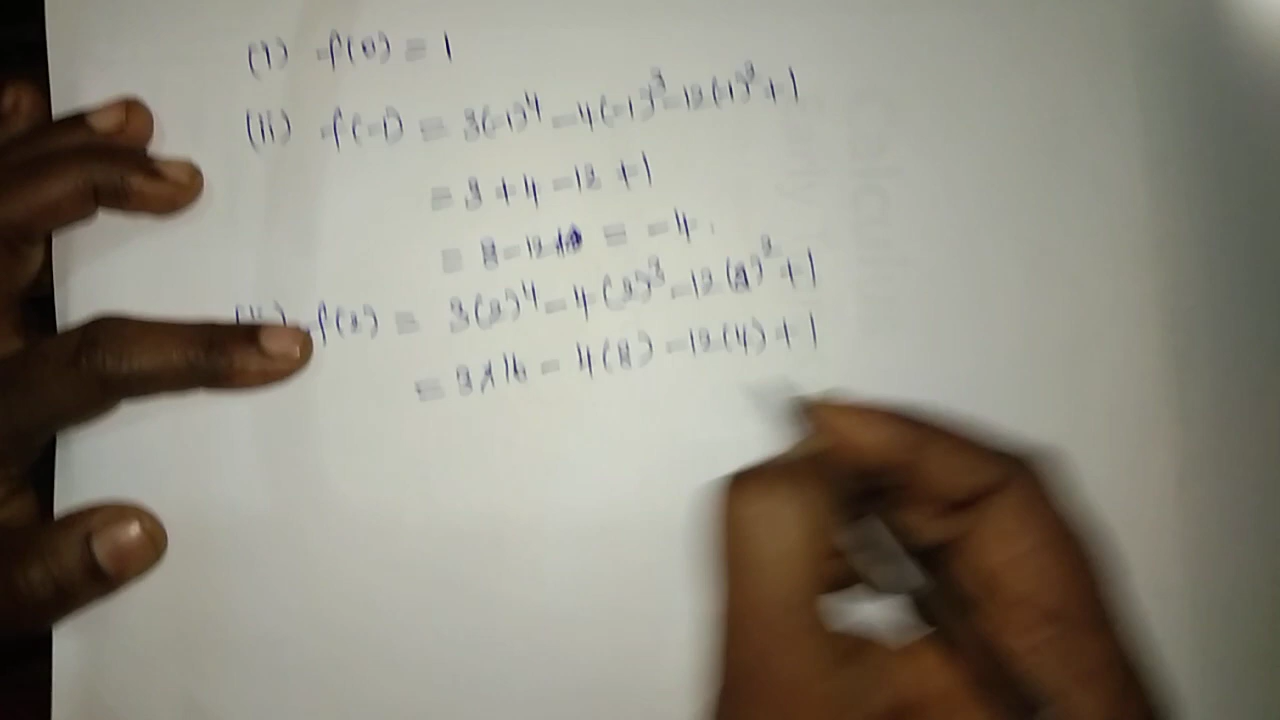 (i) f(0) = 1
(ii) f(-1) = 3(-1)⁴ - 4(-1)³ - 12(-1)² + 1
= 3 + 4 - 12 + 1
= 8 - 12 = -4.
f(2) = 3(2)⁴ - 4(2)³ - 12(2)² + 1
= 3 × 16 - 4(8) - 12(4) + 1